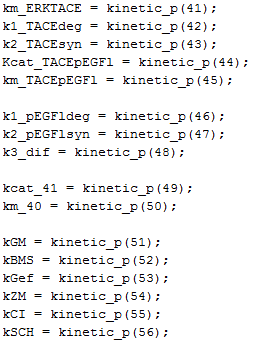 km_ERKTACE = kinetic_p(41);
k1_TACEdeg = kinetic_p(42);
k2_TACEsyn = kinetic_p(43);
Kcat_TACEpEGFl = kinetic_p(44);
km_TACEpEGFl = kinetic_p(45);
k1_pEGFldeg = kinetic_p(46);
k2_pEGFlsyn = kinetic_p(47);
k3_dif = kinetic_p(48);
kcat_41 = kinetic_p(49);
km_40 = kinetic_p(50);
kGM = kinetic_p(51);
kBMS = kinetic_p(52);
kGef = kinetic_p(53);
kZM = kinetic_p(54);
kCI = kinetic_p(55);
kSCH = kinetic_p(56);